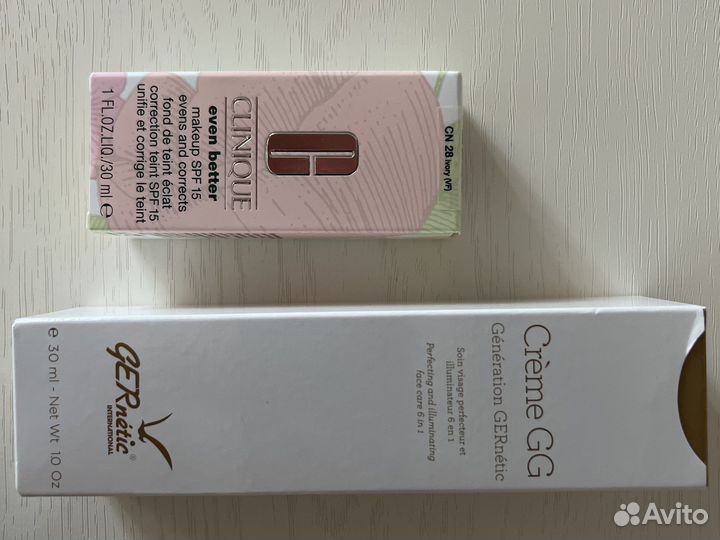 CN 28 Ivory (VF)
CLINIQUE
even better
makeup SPF 15
evens and corrects
fond de teint éclat
correction teint SPF 15
unifie et corrige le teint
1 FL.OZ.LIQ./30 ml e
Crème GG
Génération GERnétic
Soin visage perfecteur et
illuminateur 6 en 1
Perfecting and illuminating
face care 6 in 1
GERnétic®
INTERNATIONAL
e 30 ml - Net Wt 1.0 Oz
Avito